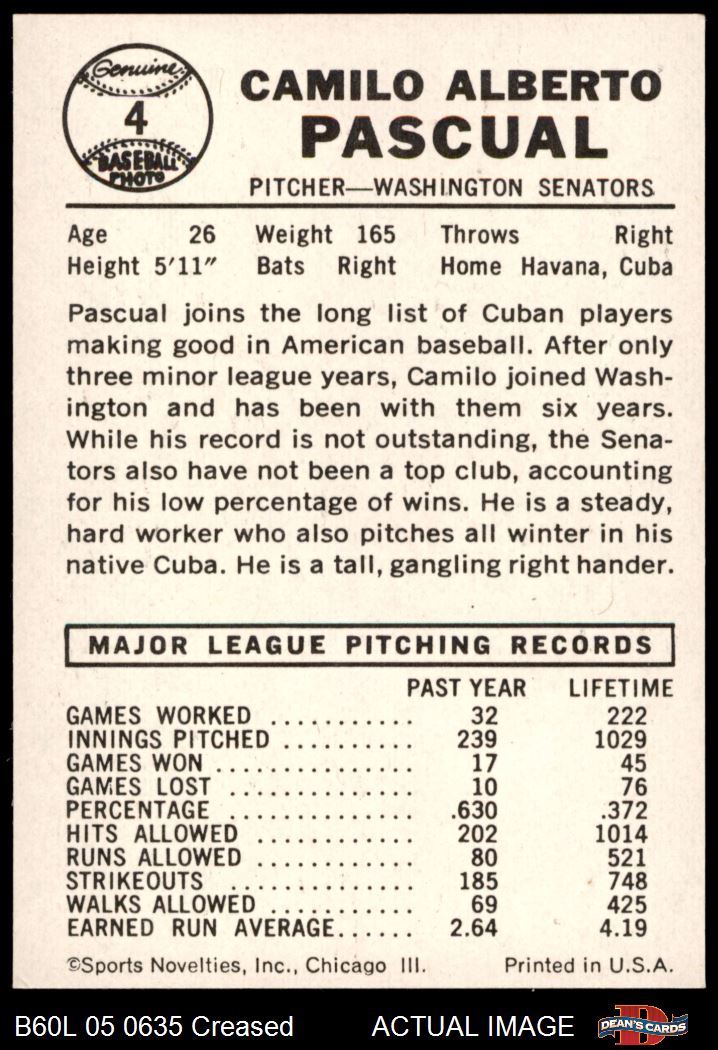 Genuine
4
BASEBALL
PHOTO
CAMILO ALBERTO
PASCUAL
PITCHER—WASHINGTON SENATORS
Age 26 Weight 165 Throws Right
Height 5'11" Bats Right Home Havana, Cuba
Pascual joins the long list of Cuban players
making good in American baseball. After only
three minor league years, Camilo joined Wash-
ington and has been with them six years.
While his record is not outstanding, the Sena-
tors also have not been a top club, accounting
for his low percentage of wins. He is a steady,
hard worker who also pitches all winter in his
native Cuba. He is a tall, gangling right hander.
MAJOR LEAGUE PITCHING RECORDS
PAST YEAR LIFETIME
GAMES WORKED ........... 32 222
INNINGS PITCHED .......... 239 1029
GAMES WON ............... 17 45
GAMES LOST .............. 10 76
PERCENTAGE .............. .630 .372
HITS ALLOWED ............ 202 1014
RUNS ALLOWED ............ 80 521
STRIKEOUTS .............. 185 748
WALKS ALLOWED ........... 69 425
EARNED RUN AVERAGE...... 2.64 4.19
©Sports Novelties, Inc., Chicago Ill. Printed in U.S.A.
B60L 05 0635 Creased ACTUAL IMAGE DEAN'S CARDS